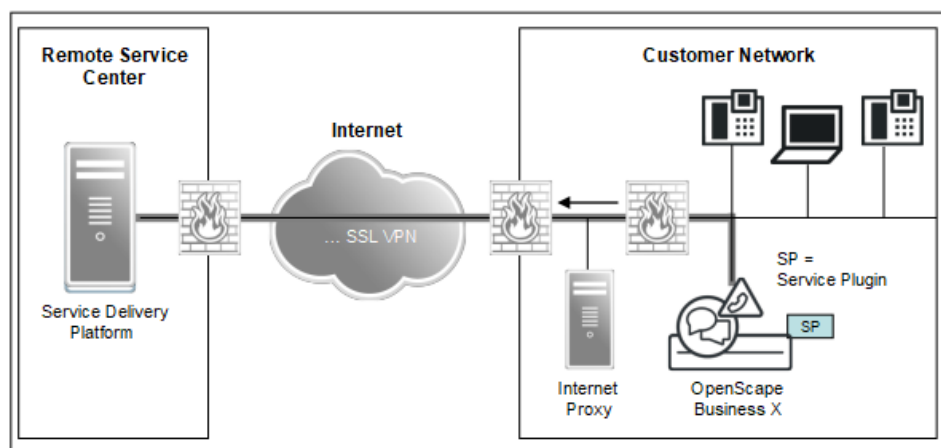 Remote Service
Center
Service Delivery
Platform
Internet
... SSL VPN
Customer Network
SP =
Service Plugin
SP
Internet
Proxy
OpenScape
Business X